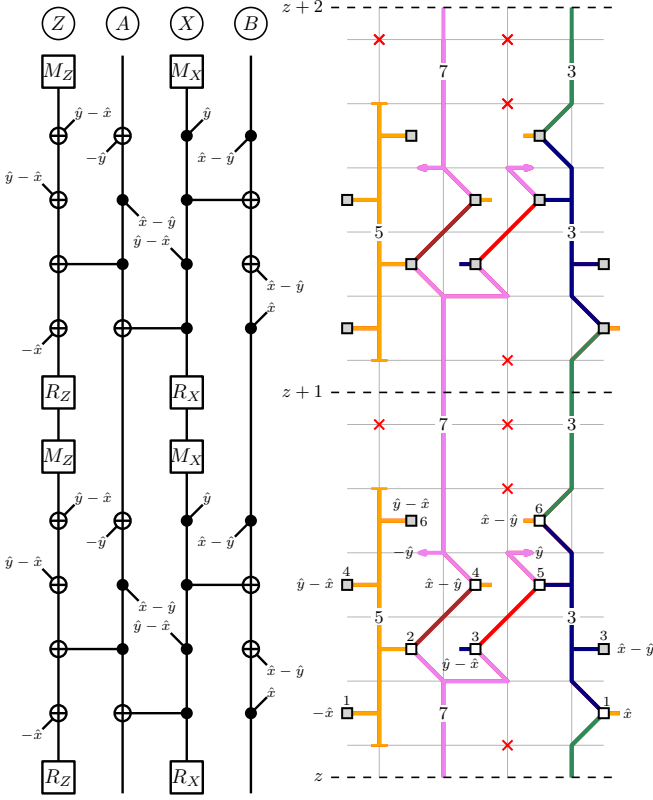 Z A X B
z + 2
M_Z M_X
7 3
ŷ − x̂ ŷ
−ŷ x̂ − ŷ
ŷ − x̂
x̂ − ŷ
5 3
ŷ − x̂
x̂ − ŷ
x̂
−x̂
R_Z R_X
z + 1
M_Z M_X
7 3
ŷ − x̂ ŷ
ŷ − x̂ 6
6 x̂ − ŷ
−ŷ x̂ − ŷ
−ŷ ŷ
ŷ − x̂
4 ŷ − x̂ x̂ − ŷ 4 5
x̂ − ŷ
5 3
ŷ − x̂
2 3 3 x̂ − ŷ
ŷ − x̂
x̂ − ŷ
x̂
1 −x̂ 7 1 x̂
−x̂
R_Z R_X
z